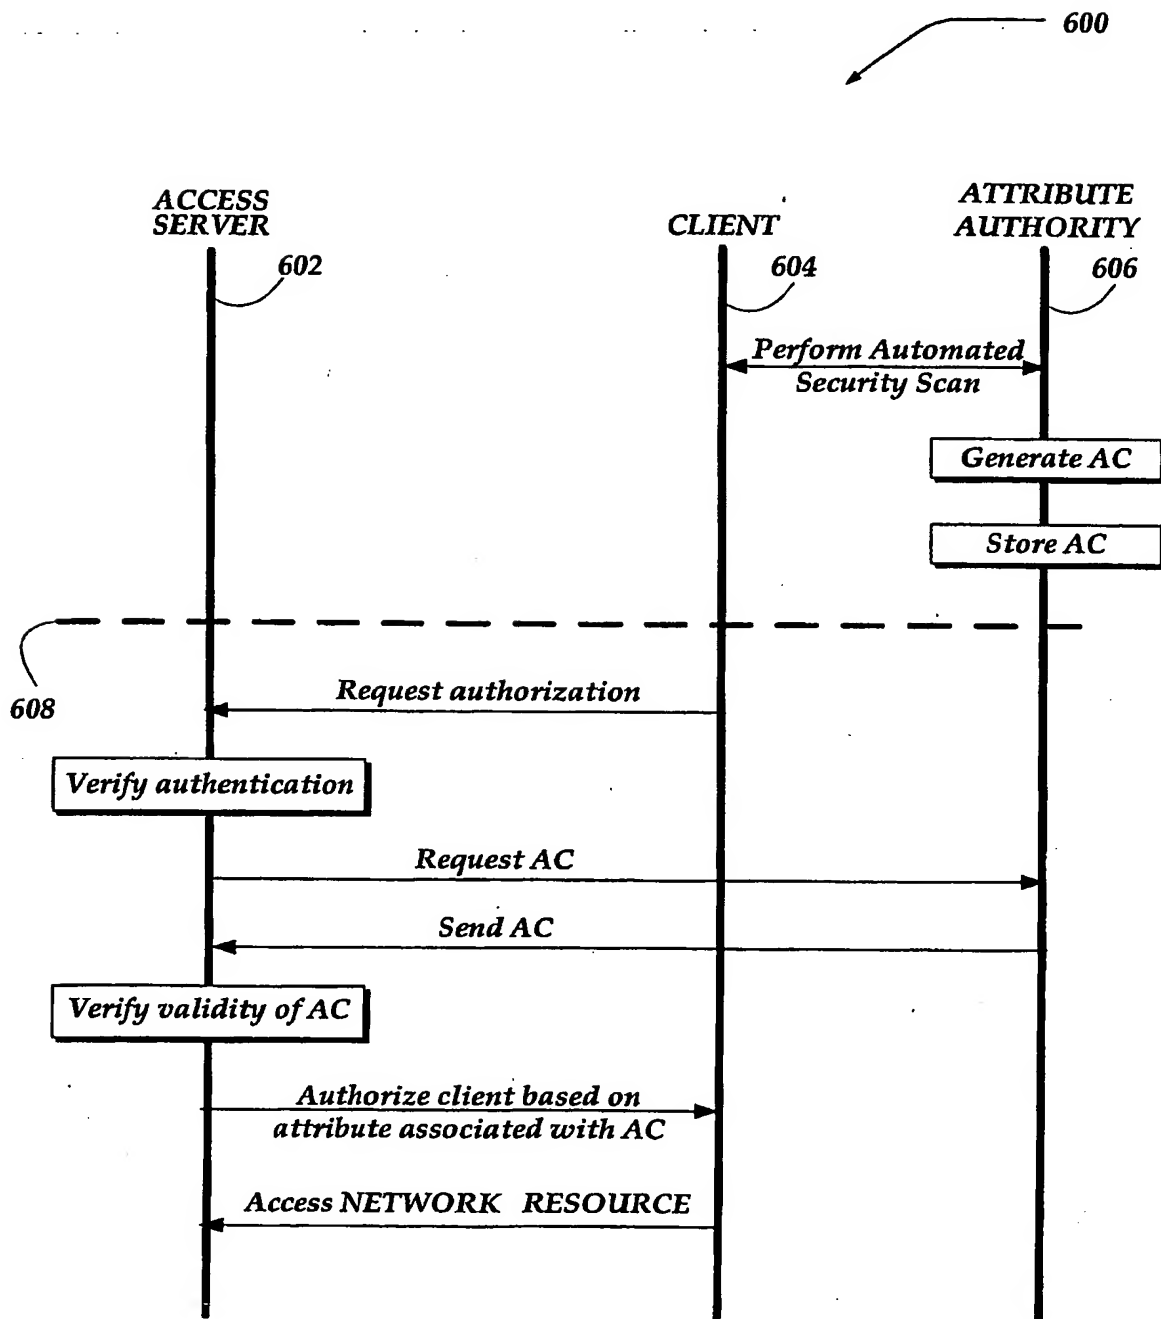 600
ACCESS
SERVER
CLIENT
ATTRIBUTE
AUTHORITY
602
604
606
Perform Automated
Security Scan
Generate AC
Store AC
608
Request authorization
Verify authentication
Request AC
Send AC
Verify validity of AC
Authorize client based on
attribute associated with AC
Access NETWORK RESOURCE